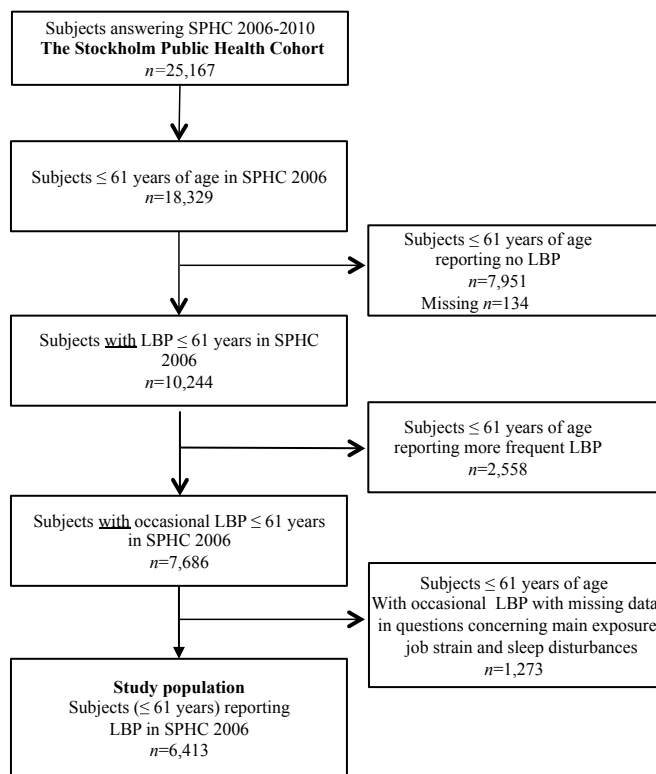 Subjects answering SPHC 2006-2010
The Stockholm Public Health Cohort
n=25,167
Subjects ≤ 61 years of age in SPHC 2006
n=18,329
Subjects ≤ 61 years of age
reporting no LBP
n=7,951
Missing n=134
Subjects with LBP ≤ 61 years in SPHC
2006
n=10,244
Subjects ≤ 61 years of age
reporting more frequent LBP
n=2,558
Subjects with occasional LBP ≤ 61 years
in SPHC 2006
n=7,686
Subjects ≤ 61 years of age
With occasional LBP with missing data
in questions concerning main exposure
job strain and sleep disturbances
n=1,273
Study population
Subjects (≤ 61 years) reporting
LBP in SPHC 2006
n=6,413